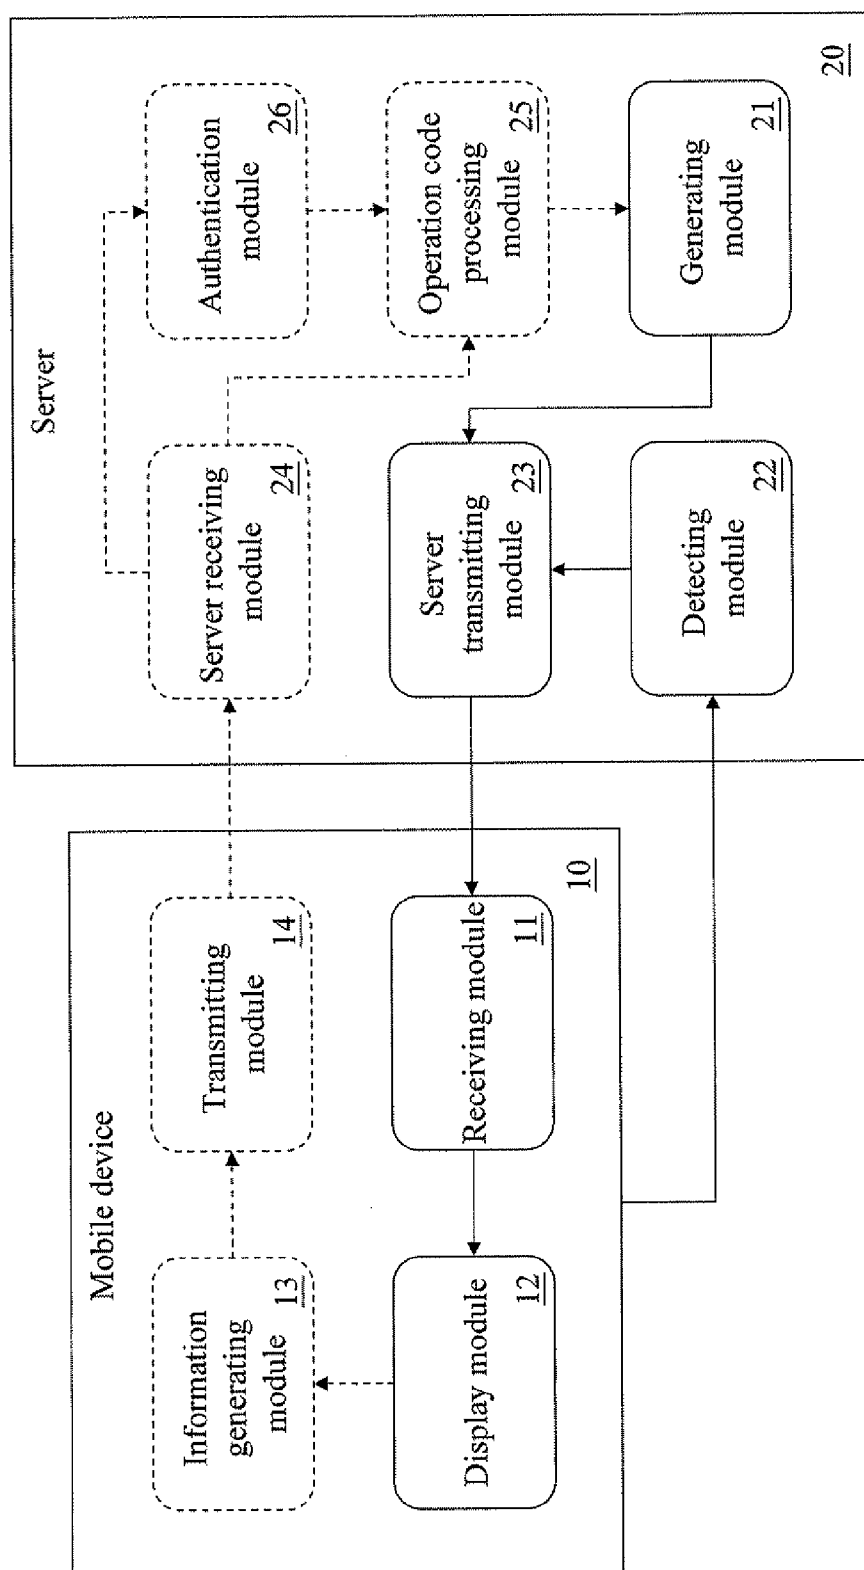 Mobile device
Information
generating
module
13
Transmitting
module
14
Display module
12
Receiving module
11
10
Server
Server receiving
module
24
Authentication
module
26
Server
transmitting
module
23
Operation code
processing
module
25
Detecting
module
22
Generating
module
21
20